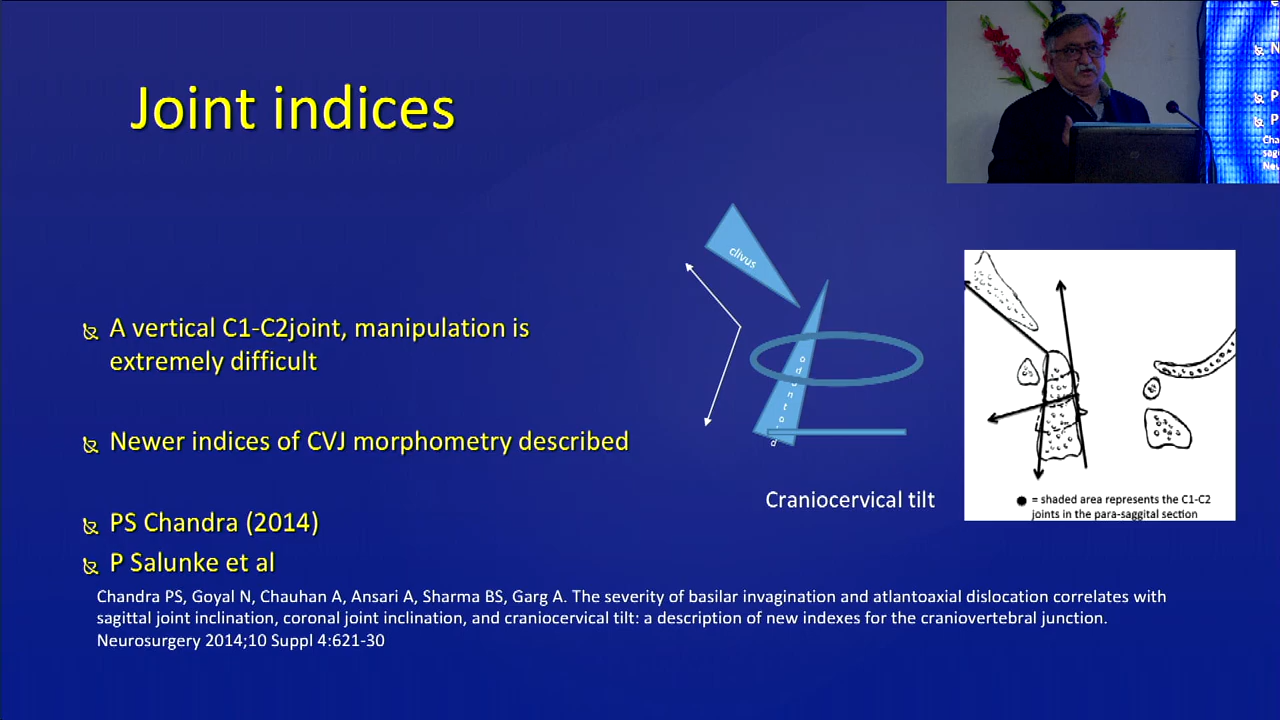 Joint indices
A vertical C1-C2joint, manipulation is
extremely difficult
Newer indices of CVJ morphometry described
PS Chandra (2014)
P Salunke et al
Chandra PS, Goyal N, Chauhan A, Ansari A, Sharma BS, Garg A. The severity of basilar invagination and atlantoaxial dislocation correlates with
sagittal joint inclination, coronal joint inclination, and craniocervical tilt: a description of new indexes for the craniovertebral junction.
Neurosurgery 2014;10 Suppl 4:621-30
clivus
odontoid
Craniocervical tilt
= shaded area represents the C1-C2
joints in the para-saggital section
N
P
P
Cha
sagi
Neu